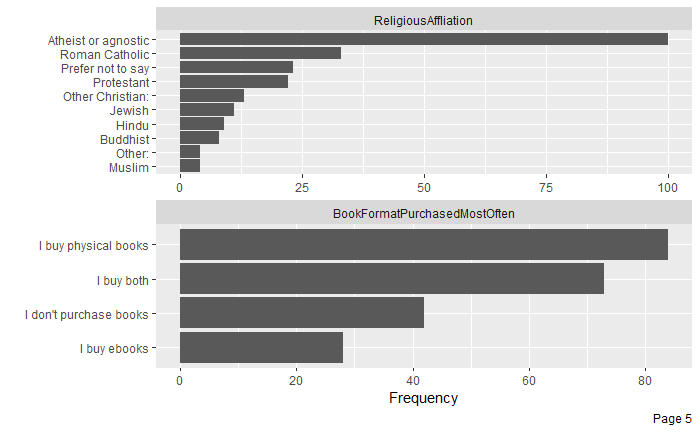 ReligiousAffliation
Atheist or agnostic
Roman Catholic
Prefer not to say
Protestant
Other Christian:
Jewish
Hindu
Buddhist
Other:
Muslim
0 25 50 75 100
BookFormatPurchasedMostOften
I buy physical books
I buy both
I don't purchase books
I buy ebooks
0 20 40 60 80
Frequency
Page 5